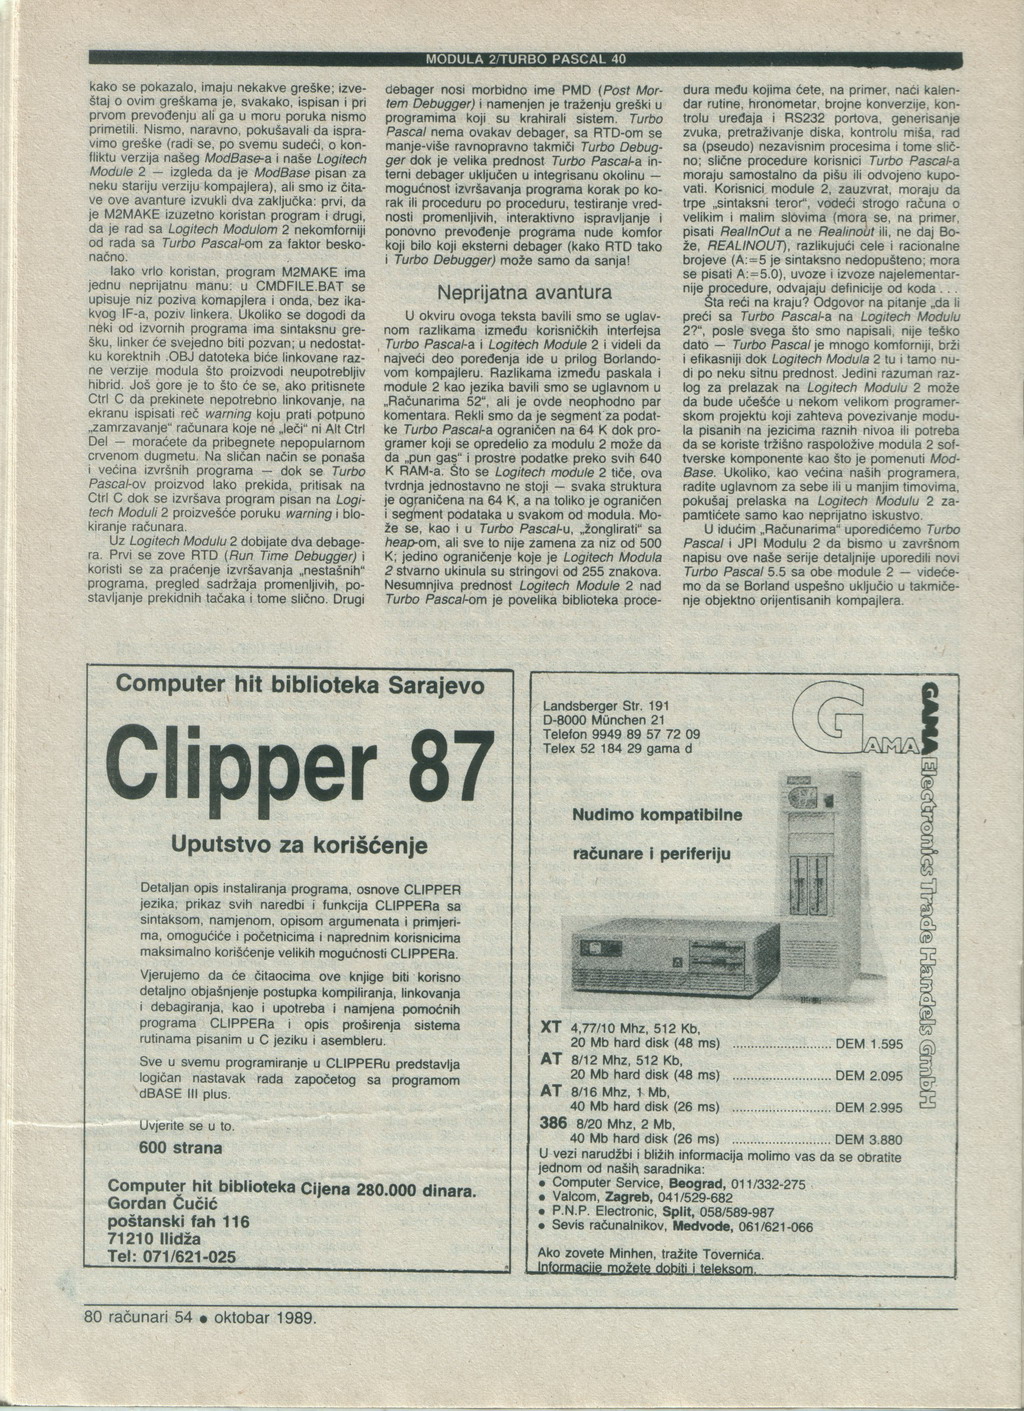 MODULA 2/TURBO PASCAL 40
kako se pokazalo, imaju nekakve greške; izve-
štaj o ovim greškama je, svakako, ispisan i pri
prvom prevođenju ali ga u moru poruka nismo
primetili. Nismo, naravno, pokušavali da ispra-
vimo greške (radi se, po svemu sudeći, o kon-
fliktu verzija našeg ModBase-a i naše Logitech
Module 2 — izgleda da je ModBase pisan za
neku stariju verziju kompajlera), ali smo iz čita-
ve ove avanture izvukli dva zaključka: prvi, da
je M2MAKE izuzetno koristan program i drugi,
da je rad sa Logitech Modulom 2 nekomforniji
od rada sa Turbo Pascal-om za faktor besko-
načno.
Iako vrlo koristan, program M2MAKE ima
jednu neprijatnu manu: u CMDFILE.BAT se
upisuje niz poziva komapjlera i onda, bez ika-
kvog IF-a, poziv linkera. Ukoliko se dogodi da
neki od izvornih programa ima sintaksnu gre-
šku, linker će svejedno biti pozvan; u nedostat-
ku korektnih .OBJ datoteka biće linkovane raz-
ne verzije modula što proizvodi neupotrebljiv
hibrid. Još gore je to što će se, ako pritisnete
Ctrl C da prekinete nepotrebno linkovanje, na
ekranu ispisati reč warning koju prati potpuno
„zamrzavanje" računara koje ne „leči" ni Alt Ctrl
Del — moraćete da pribegnete nepopularnom
crvenom dugmetu. Na sličan način se ponaša
i većina izvršnih programa — dok se Turbo
Pascal-ov proizvod lako prekida, pritisak na
Ctrl C dok se izvršava program pisan na Logi-
tech Moduli 2 proizvešće poruku warning i blo-
kiranje računara.
Uz Logitech Modulu 2 dobijate dva debage-
ra. Prvi se zove RTD (Run Time Debugger) i
koristi se za praćenje izvršavanja „nestašnih"
programa, pregled sadržaja promenljivih, po-
stavljanje prekidnih tačaka i tome slično. Drugi
debager nosi morbidno ime PMD (Post Mor-
tem Debugger) i namenjen je traženju greški u
programima koji su krahirali sistem. Turbo
Pascal nema ovakav debager, sa RTD-om se
manje-više ravnopravno takmiči Turbo Debug-
ger dok je velika prednost Turbo Pascal-a in-
terni debager uključen u integrisanu okolinu —
mogućnost izvršavanja programa korak po ko-
rak ili proceduru po proceduru, testiranje vred-
nosti promenljivih, interaktivno ispravljanje i
ponovno prevođenje programa nude komfor
koji bilo koji eksterni debager (kako RTD tako
i Turbo Debugger) može samo da sanja!
Neprijatna avantura
U okviru ovoga teksta bavili smo se uglav-
nom razlikama između korisničkih interfejsa
Turbo Pascal-a i Logitech Module 2 i videli da
najveći deo poređenja ide u prilog Borlando-
vom kompajleru. Razlikama između paskala i
module 2 kao jezika bavili smo se uglavnom u
„Računarima 52", ali je ovde neophodno par
komentara. Rekli smo da je segment za podat-
ke Turbo Pascal-a ograničen na 64 K dok pro-
gramer koji se opredelio za modulu 2 može da
da „pun gas" i prostre podatke preko svih 640
K RAM-a. Što se Logitech module 2 tiče, ova
tvrdnja jednostavno ne stoji — svaka struktura
je ograničena na 64 K, a na toliko je ograničen
i segment podataka u svakom od modula. Mo-
že se, kao i u Turbo Pascal-u, „žonglirati" sa
heap-om, ali sve to nije zamena za niz od 500
K; jedino ograničenje koje je Logitech Modula
2 stvarno ukinula su stringovi od 255 znakova.
Nesumnjiva prednost Logitech Module 2 nad
Turbo Pascal-om je povelika biblioteka proce-
dura među kojima ćete, na primer, naći kalen-
dar rutine, hronometar, brojne konverzije, kon-
trolu uređaja i RS232 portova, generisanje
zvuka, pretraživanje diska, kontrolu miša, rad
sa (pseudo) nezavisnim procesima i tome slič-
no; slične procedure korisnici Turbo Pascal-a
moraju samostalno da pišu ili odvojeno kupo-
vati. Korisnici module 2, zauzvrat, moraju da
trpe „sintaksni teror", vodeći strogo računa o
velikim i malim slovima (mora se, na primer,
pisati RealInOut a ne Realinout ili, ne daj Bo-
že, REALINOUT), razlikujući cele i racionalne
brojeve (A:=5 je sintaksno nedopušteno; mora
se pisati A:=5.0), uvoze i izvoze najelementar-
nije procedure, odvajaju definicije od koda . . .
Šta reći na kraju? Odgovor na pitanje „da li
preći sa Turbo Pascal-a na Logitech Modulu
2?", posle svega što smo napisali, nije teško
dato — Turbo Pascal je mnogo komforniji, brži
i efikasniji dok Logitech Modula 2 tu i tamo nu-
di po neku sitnu prednost. Jedini razuman raz-
log za prelazak na Logitech Modulu 2 može
da bude učešće u nekom velikom programer-
skom projektu koji zahteva povezivanje modu-
la pisanih na jezicima raznih nivoa ili potreba
da se koriste tržišno raspoložive modula 2 sof-
tverske komponente kao što je pomenuti Mod-
Base. Ukoliko, kao većina naših programera,
radite uglavnom za sebe ili u manjim timovima,
pokušaj prelaska na Logitech Modulu 2 za-
pamtićete samo kao neprijatno iskustvo.
U idućim „Računarima" uporedićemo Turbo
Pascal i JPI Modulu 2 da bismo u završnom
napisu ove naše serije detaljnije uporedili novi
Turbo Pascal 5.5 sa obe module 2 — videće-
mo da se Borland uspešno uključio u takmiče-
nje objektno orijentisanih kompajlera.
Computer hit biblioteka Sarajevo
Clipper 87
Uputstvo za korišćenje
Detaljan opis instaliranja programa, osnove CLIPPER
jezika, prikaz svih naredbi i funkcija CLIPPERa sa
sintaksom, namjenom, opisom argumenata i primjeri-
ma, omogućiće i početnicima i naprednim korisnicima
maksimalno korišćenje velikih mogućnosti CLIPPERa.
Vjerujemo da će čitaocima ove knjige biti korisno
detaljno objašnjenje postupka kompiliranja, linkovanja
i debagiranja, kao i upotreba i namjena pomoćnih
programa CLIPPERa i opis proširenja sistema
rutinama pisanim u C jeziku i asembleru.
Sve u svemu programiranje u CLIPPERu predstavlja
logičan nastavak rada započetog sa programom
dBASE III plus.
Uvjerite se u to.
600 strana
Computer hit biblioteka Cijena 280.000 dinara.
Gordan Čučić
poštanski fah 116
71210 Ilidža
Tel: 071/621-025
Landsberger Str. 191
D-8000 München 21
Telefon 9949 89 57 72 09
Telex 52 184 29 gama d
GAMA
GAMA Electronics Trade Handels GmbH
Nudimo kompatibilne
računare i periferiju
XT 4,77/10 Mhz, 512 Kb,
20 Mb hard disk (48 ms) .......................... DEM 1.595
AT 8/12 Mhz, 512 Kb,
20 Mb hard disk (48 ms) .......................... DEM 2.095
AT 8/16 Mhz, 1 Mb,
40 Mb hard disk (26 ms) .......................... DEM 2.995
386 8/20 Mhz, 2 Mb,
40 Mb hard disk (26 ms) .......................... DEM 3.880
U vezi narudžbi i bližih informacija molimo vas da se obratite
jednom od naših saradnika:
• Computer Service, Beograd, 011/332-275
• Valcom, Zagreb, 041/529-682
• P.N.P. Electronic, Split, 058/589-987
• Sevis računalnikov, Medvode, 061/621-066
Ako zovete Minhen, tražite Tovernića.
Informacije možete dobiti i teleksom.
80 računari 54 • oktobar 1989.